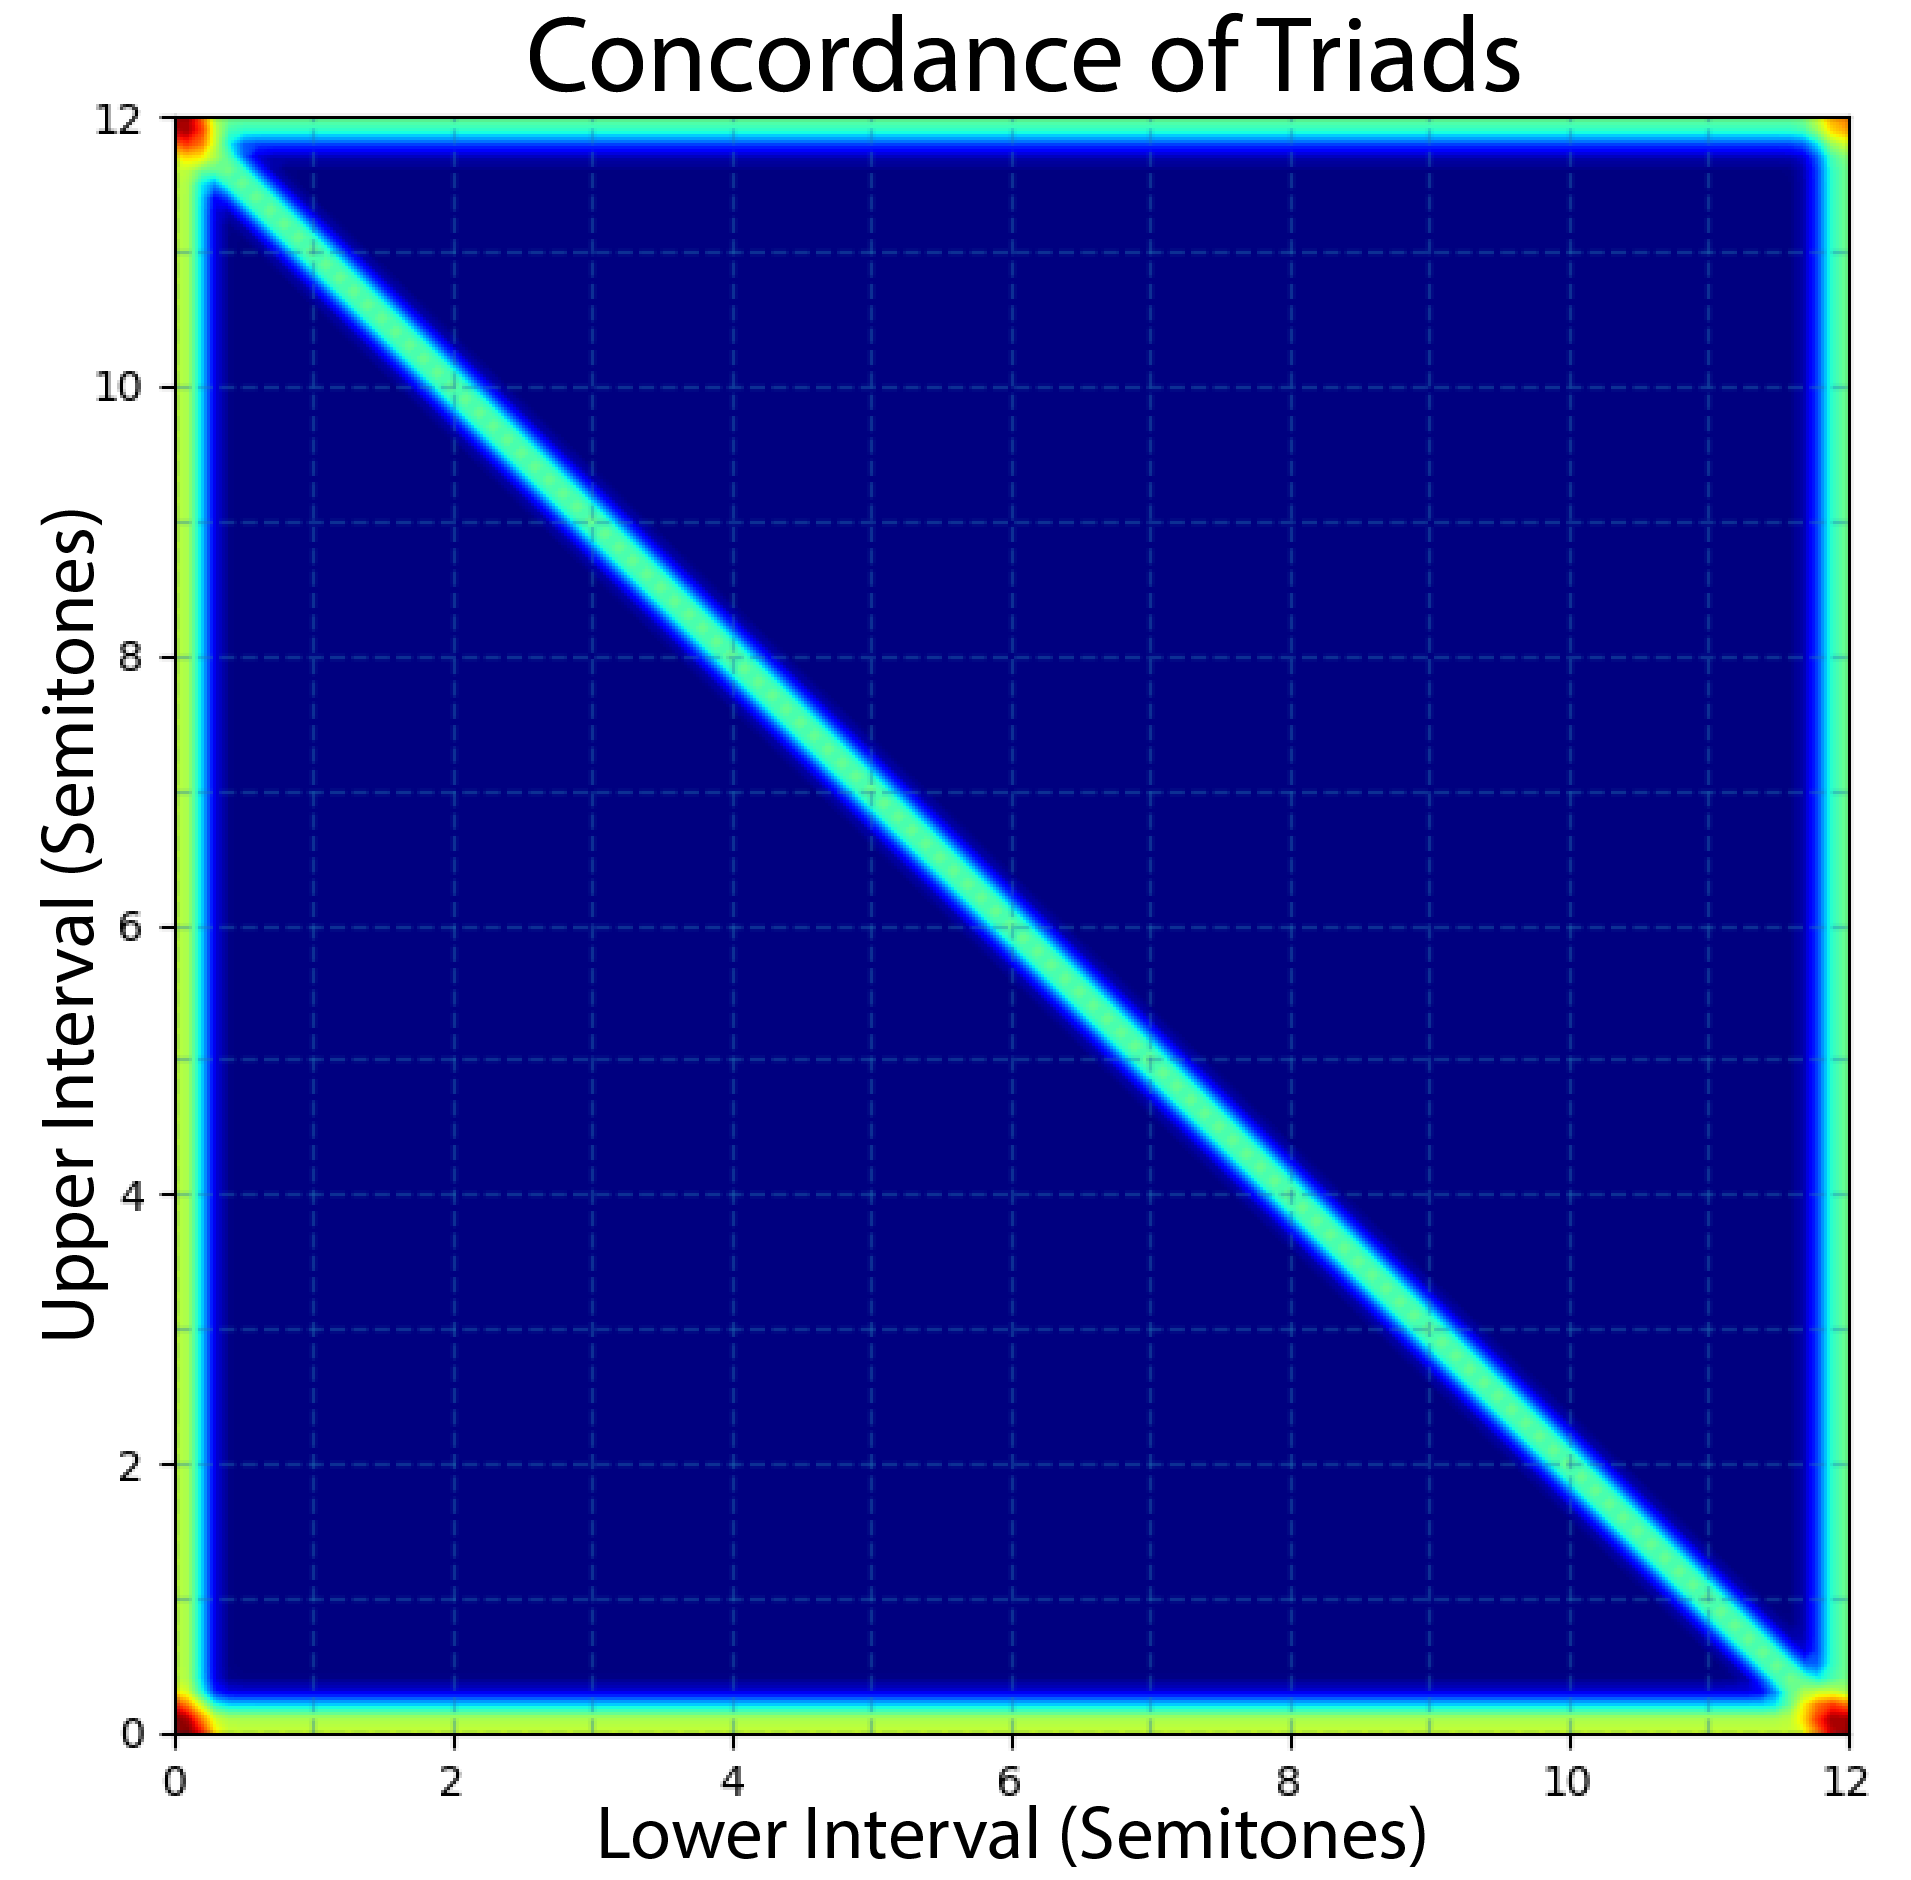 Concordance of Triads
12
10
8
6
4
2
0
Upper Interval (Semitones)
0 2 4 6 8 10 12
Lower Interval (Semitones)